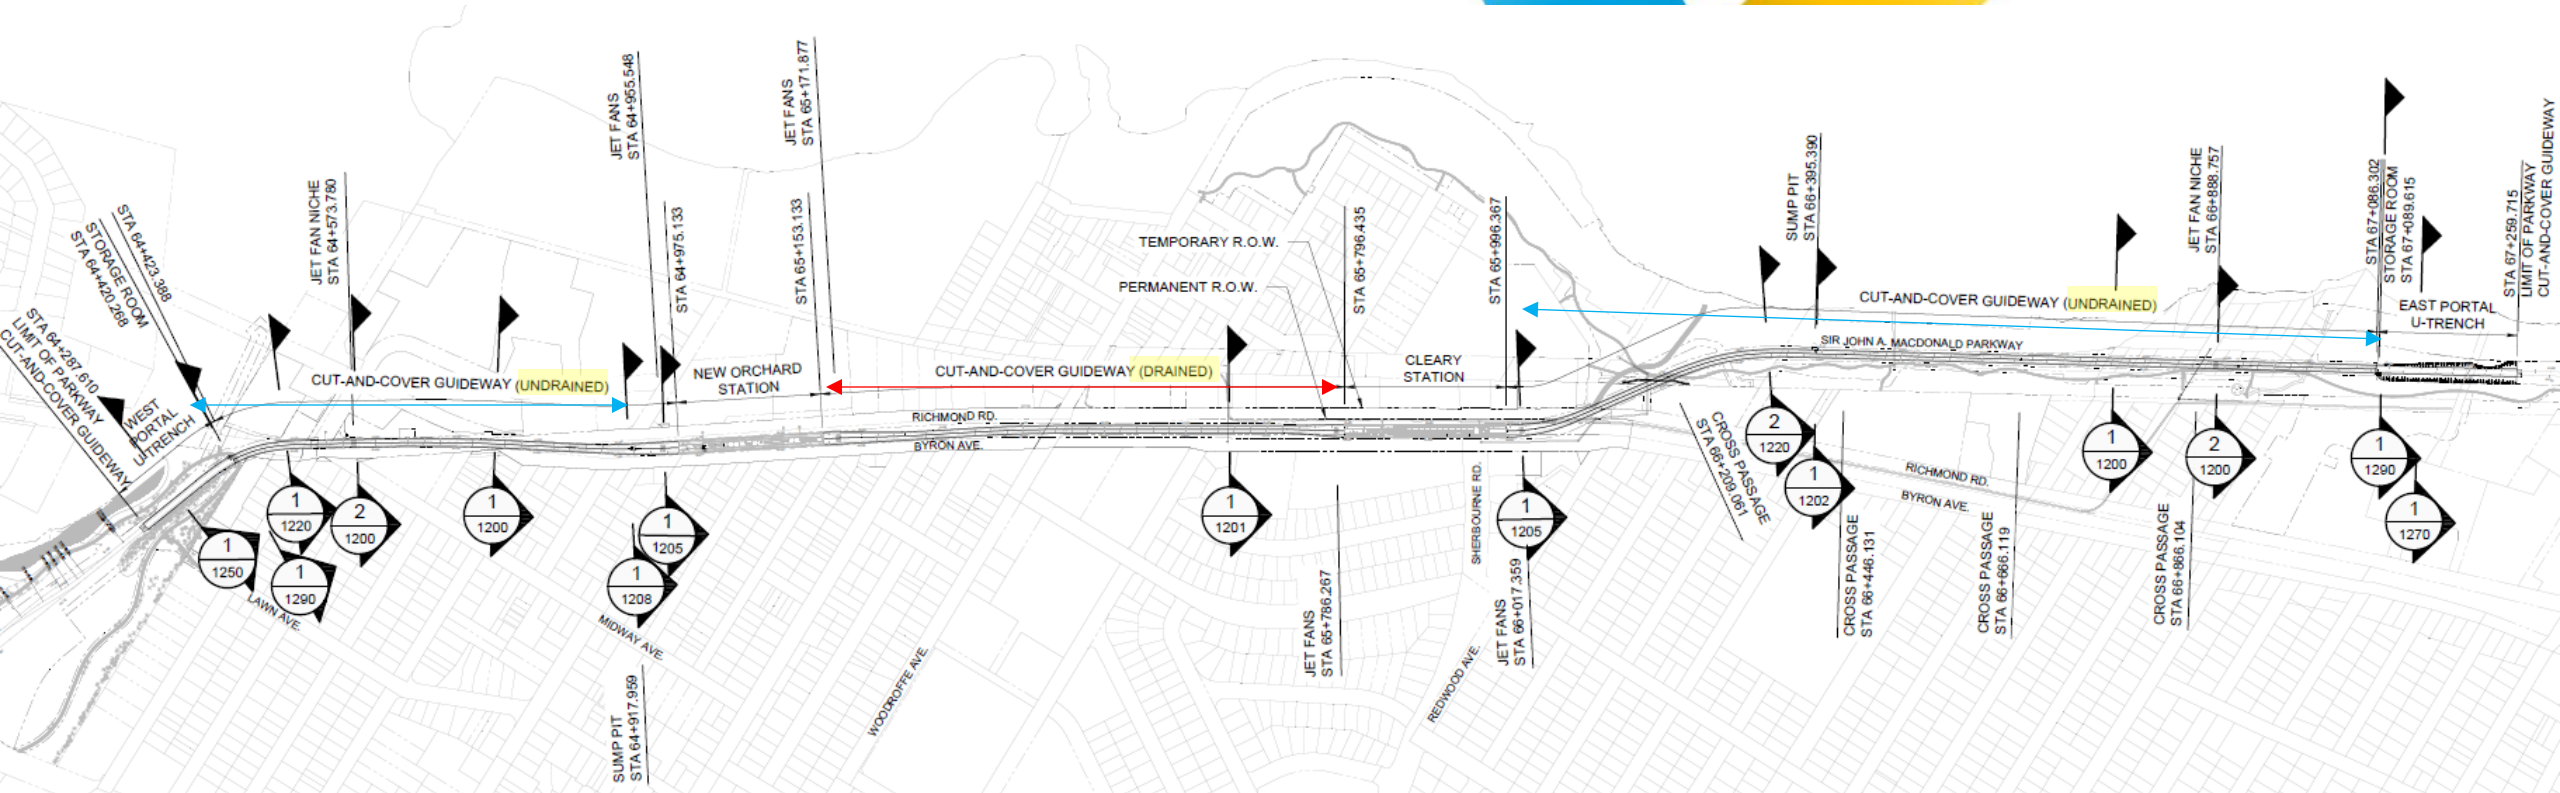 STA 64+423.388
STORAGE ROOM
STA 64+420.268
STA 64+287.610
LIMIT OF PARKWAY
CUT-AND-COVER GUIDEWAY
WEST
PORTAL
U-TRENCH
JET FAN NICHE
STA 64+573.780
CUT-AND-COVER GUIDEWAY (UNDRAINED)
JET FANS
STA 64+955.548
STA 64+975.133
NEW ORCHARD
STATION
JET FANS
STA 65+171.877
STA 65+153.133
CUT-AND-COVER GUIDEWAY (DRAINED)
TEMPORARY R.O.W.
PERMANENT R.O.W.
STA 65+796.435
CLEARY
STATION
STA 65+996.367
SUMP PIT
STA 66+395.390
CUT-AND-COVER GUIDEWAY (UNDRAINED)
JET FAN NICHE
STA 66+888.757
STA 67+086.302
STORAGE ROOM
STA 67+089.615
EAST PORTAL
U-TRENCH
STA 67+259.715
LIMIT OF PARKWAY
CUT-AND-COVER GUIDEWAY
SIR JOHN A. MACDONALD PARKWAY
RICHMOND RD.
BYRON AVE.
1
1250
1
1220
1
1290
2
1200
1
1200
1
1205
1
1208
1
1201
1
1205
2
1220
1
1202
1
1200
2
1200
1
1290
1
1270
LAWN AVE.
MIDWAY AVE.
SUMP PIT
STA 64+917.959
WOODROFFE AVE.
JET FANS
STA 65+786.267
REDWOOD AVE.
SHERBOURNE RD.
JET FANS
STA 66+017.359
CROSS PASSAGE
STA 66+209.061
CROSS PASSAGE
STA 66+446.131
RICHMOND RD.
BYRON AVE.
CROSS PASSAGE
STA 66+666.119
CROSS PASSAGE
STA 66+866.104